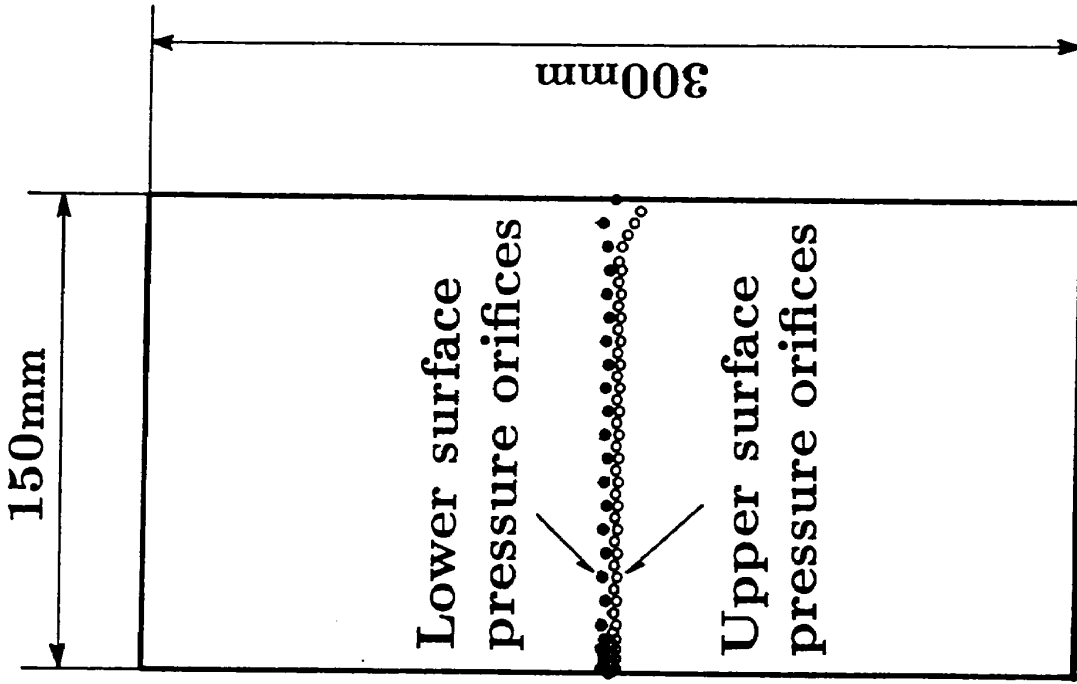 150mm
300mm
Lower surface
pressure orifices
Upper surface
pressure orifices